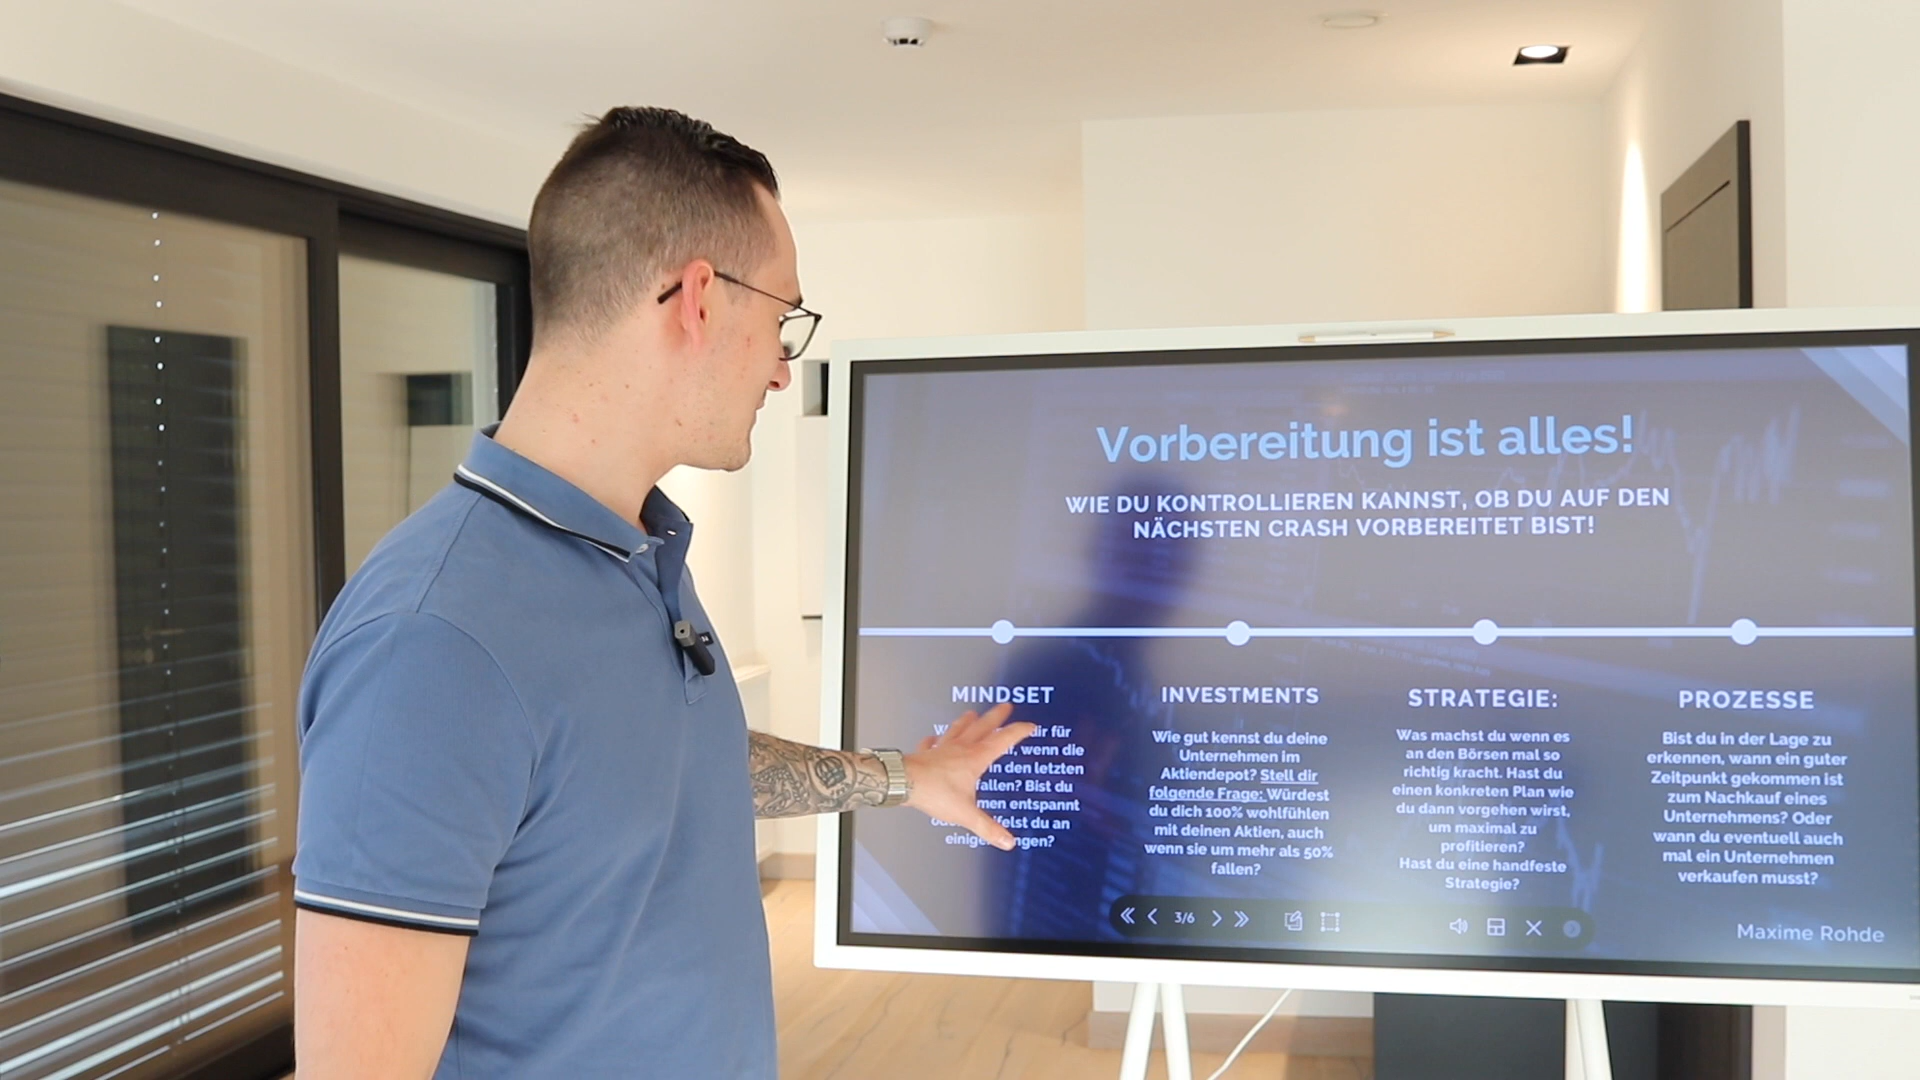 Vorbereitung ist alles!
WIE DU KONTROLLIEREN KANNST, OB DU AUF DEN
NÄCHSTEN CRASH VORBEREITET BIST!
MINDSET
dir für
wenn die
in den letzten
fallen? Bist du
entspannt
du an
INVESTMENTS
Wie gut kennst du deine
Unternehmen im
Aktiendepot? Stell dir
folgende Frage: Würdest
du dich 100% wohlfühlen
mit deinen Aktien, auch
wenn sie um mehr als 50%
fallen?
STRATEGIE:
Was machst du wenn es
an den Börsen mal so
richtig kracht. Hast du
einen konkreten Plan wie
du dann vorgehen wirst,
um maximal zu
profitieren?
Hast du eine handfeste
Strategie?
PROZESSE
Bist du in der Lage zu
erkennen, wann ein guter
Zeitpunkt gekommen ist
zum Nachkauf eines
Unternehmens? Oder
wann du eventuell auch
mal ein Unternehmen
verkaufen musst?
3/6
Maxime Rohde